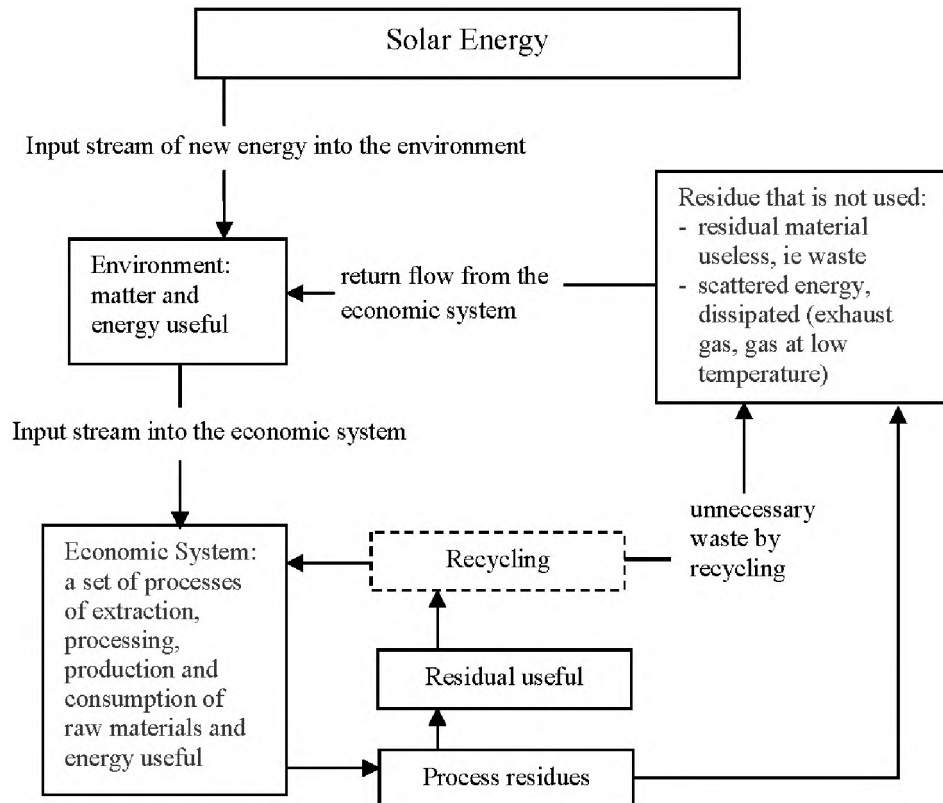 Solar Energy
Input stream of new energy into the environment
Residue that is not used:
- residual material
useless, ie waste
- scattered energy,
dissipated (exhaust
gas, gas at low
temperature)
Environment:
matter and
energy useful
return flow from the
economic system
Input stream into the economic system
unnecessary
waste by
recycling
Economic System:
a set of processes
of extraction,
processing,
production and
consumption of
raw materials and
energy useful
Recycling
Residual useful
Process residues